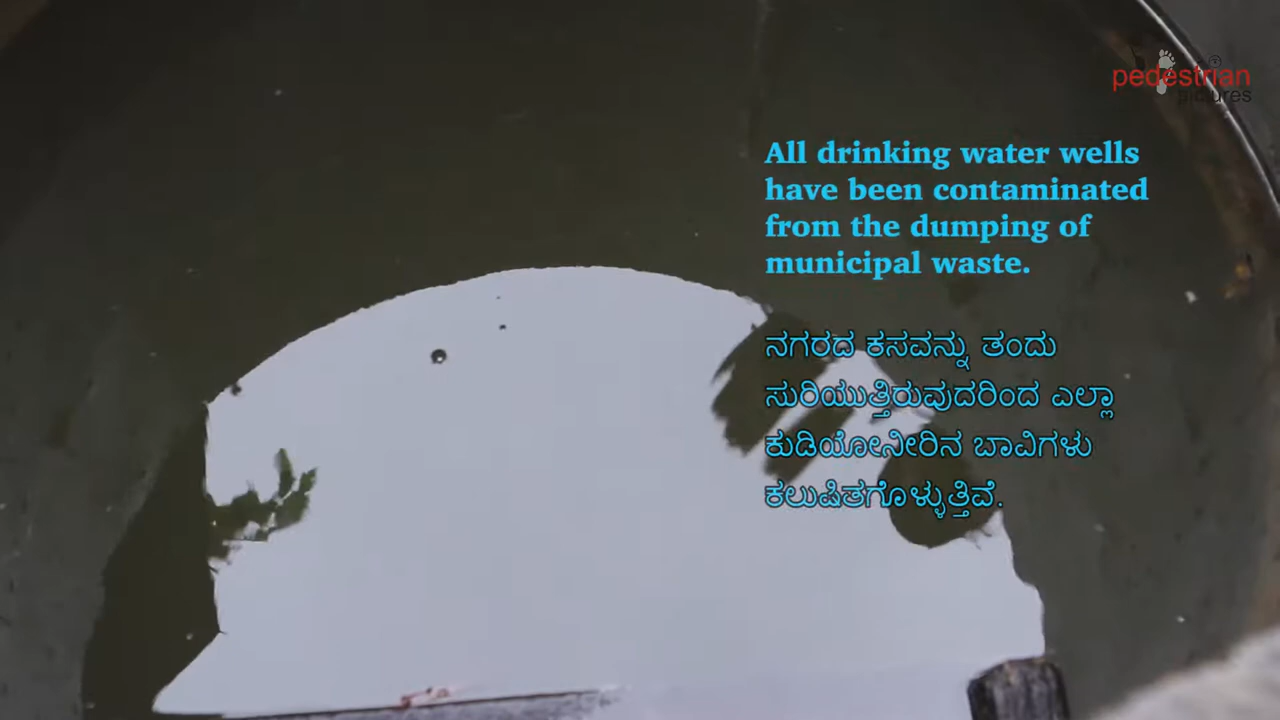 pedestrian
pictures
All drinking water wells
have been contaminated
from the dumping of
municipal waste.
ನಗರದ ಕಸವನ್ನು ತಂದು
ಸುರಿಯುತ್ತಿರುವುದರಿಂದ ಎಲ್ಲಾ
ಕುಡಿಯೋನೀರಿನ ಬಾವಿಗಳು
ಕಲುಷಿತಗೊಳ್ಳುತ್ತಿವೆ.